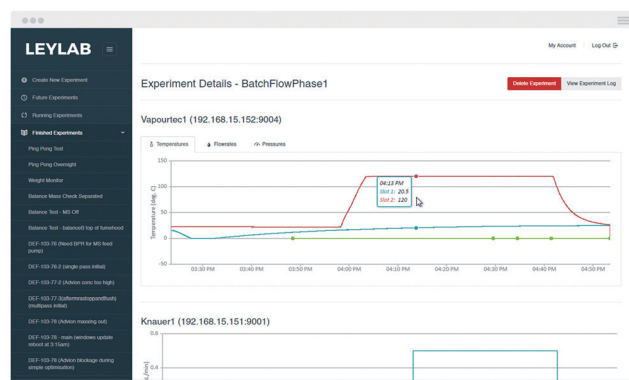 LEYLAB
My Account
Log Out
Create New Experiment
Future Experiments
Running Experiments
Finished Experiments
Ping Pong Test
Ping Pong Overnight
Weight Monitor
Balance Mass Check Separated
Balance Test - MS Off
Balance Test - balanceB top of fumehood
DEF-103-76 (Need BPR for MS feed
pump)
DEF-103-76-2 (single pass initial)
DEF-103-77-2 (Advion conc too high)
DEF-103-77-3(aftermrastoppandflush)
(multipass initial)
DEF-103-78 (Advion maxing out)
DEF-103-78 - main (windows update
reboot at 3:15am)
DEF-103-78 (Advion blockage during
simple optimisation)
Experiment Details - BatchFlowPhase1
Delete Experiment
View Experiment Log
Vapourtec1 (192.168.15.152:9004)
Temperatures
Flowrates
Pressures
Temperature (deg. C)
150
100
50
0
-50
04:13 PM
Slot 1: 20.5
Slot 2: 120
03:30 PM
03:40 PM
03:50 PM
04:00 PM
04:10 PM
04:20 PM
04:30 PM
04:40 PM
04:50 PM
Knauer1 (192.168.15.151:9001)
0.6
0.4